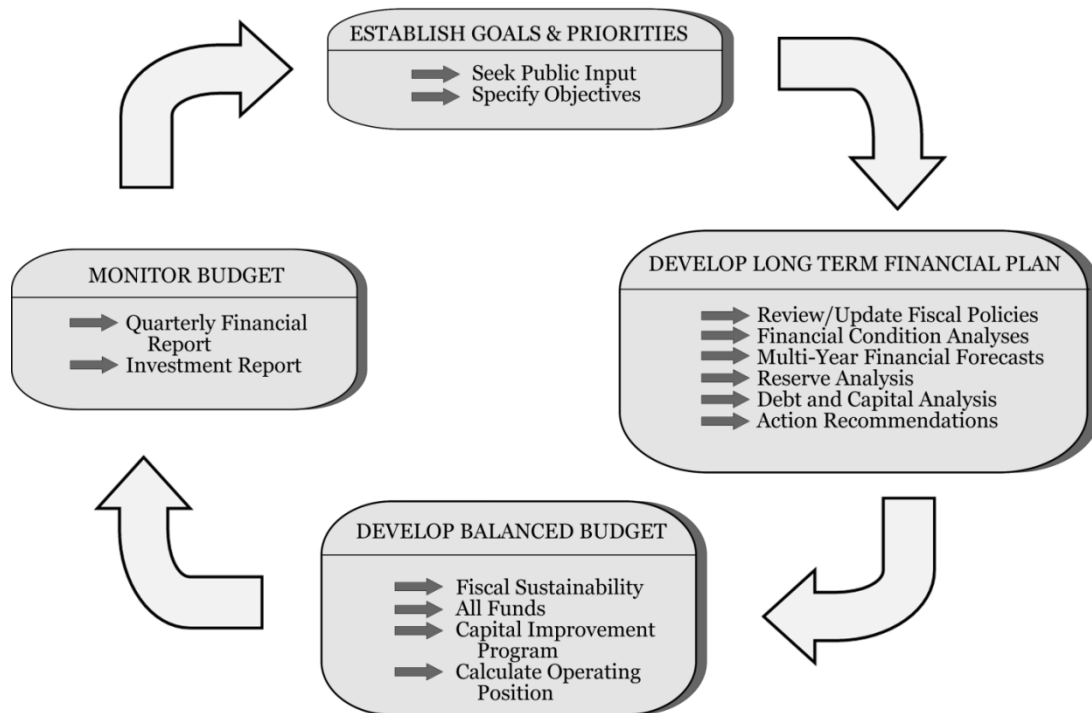 ESTABLISH GOALS & PRIORITIES
Seek Public Input
Specify Objectives
DEVELOP LONG TERM FINANCIAL PLAN
Review/Update Fiscal Policies
Financial Condition Analyses
Multi-Year Financial Forecasts
Reserve Analysis
Debt and Capital Analysis
Action Recommendations
DEVELOP BALANCED BUDGET
Fiscal Sustainability
All Funds
Capital Improvement
Program
Calculate Operating
Position
MONITOR BUDGET
Quarterly Financial
Report
Investment Report